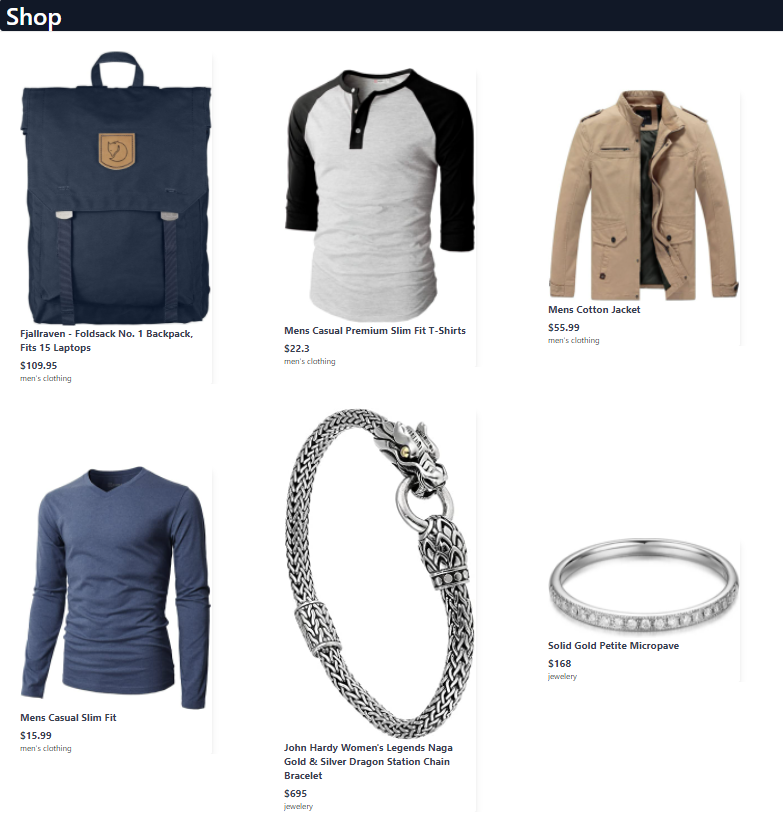 Shop
Fjallraven - Foldsack No. 1 Backpack,
Fits 15 Laptops
$109.95
men's clothing
Mens Casual Premium Slim Fit T-Shirts
$22.3
men's clothing
Mens Cotton Jacket
$55.99
men's clothing
Mens Casual Slim Fit
$15.99
men's clothing
John Hardy Women's Legends Naga
Gold & Silver Dragon Station Chain
Bracelet
$695
jewelery
Solid Gold Petite Micropave
$168
jewelery